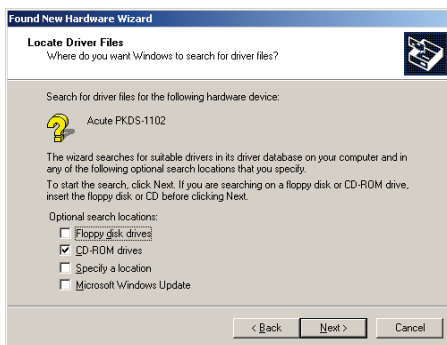 Found New Hardware Wizard
Locate Driver Files
Where do you want Windows to search for driver files?
Search for driver files for the following hardware device:
Acute PKDS-1102
The wizard searches for suitable drivers in its driver database on your computer and in
any of the following optional search locations that you specify.
To start the search, click Next. If you are searching on a floppy disk or CD-ROM drive,
insert the floppy disk or CD before clicking Next.
Optional search locations:
Floppy disk drives
CD-ROM drives
Specify a location
Microsoft Windows Update
< Back Next > Cancel